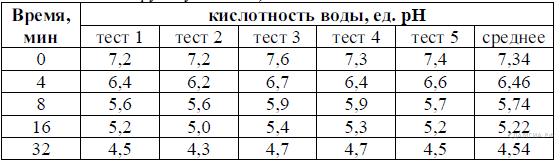 Время, мин | кислотность воды, ед. рН
тест 1 | тест 2 | тест 3 | тест 4 | тест 5 | среднее
0 | 7,2 | 7,2 | 7,6 | 7,3 | 7,4 | 7,34
4 | 6,4 | 6,2 | 6,7 | 6,4 | 6,6 | 6,46
8 | 5,6 | 5,6 | 5,9 | 5,9 | 5,7 | 5,74
16 | 5,2 | 5,0 | 5,4 | 5,3 | 5,2 | 5,22
32 | 4,5 | 4,3 | 4,7 | 4,7 | 4,5 | 4,54